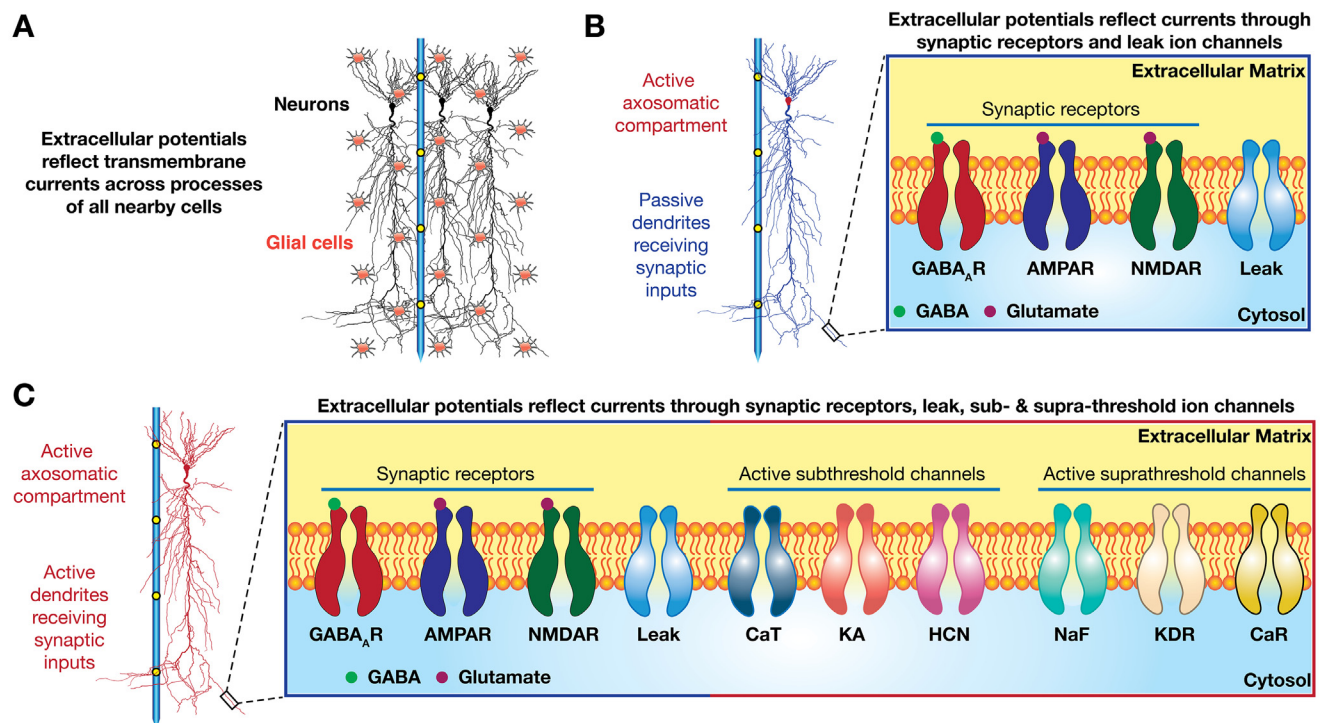 A
Neurons
Extracellular potentials
reflect transmembrane
currents across processes
of all nearby cells
Glial cells
B
Extracellular potentials reflect currents through
synaptic receptors and leak ion channels
Active
axosomatic
compartment
Passive
dendrites
receiving
synaptic
inputs
Extracellular Matrix
Synaptic receptors
GABAAR AMPAR NMDAR Leak
GABA Glutamate
Cytosol
C
Extracellular potentials reflect currents through synaptic receptors, leak, sub- & supra-threshold ion channels
Active
axosomatic
compartment
Active
dendrites
receiving
synaptic
inputs
Extracellular Matrix
Synaptic receptors Active subthreshold channels Active suprathreshold channels
GABAAR AMPAR NMDAR Leak CaT KA HCN NaF KDR CaR
GABA Glutamate
Cytosol